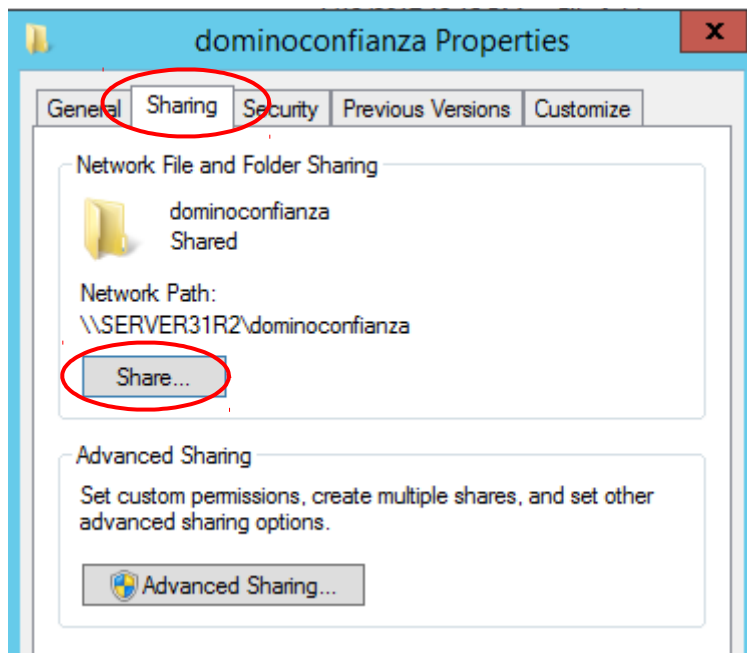 dominoconfianza Properties
x
General Sharing Security Previous Versions Customize
Network File and Folder Sharing
dominoconfianza
Shared
Network Path:
\\SERVER31R2\dominoconfianza
Share...
Advanced Sharing
Set custom permissions, create multiple shares, and set other
advanced sharing options.
Advanced Sharing...